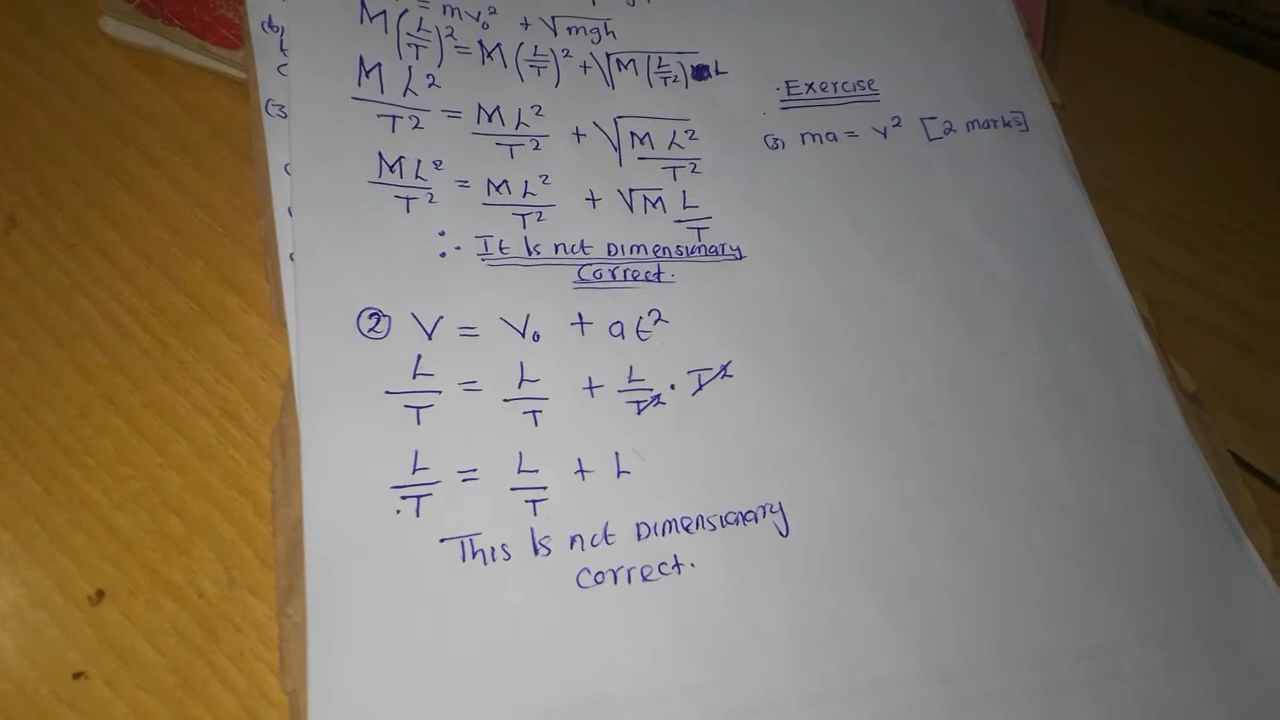 = mv₀² + √mgh
M(L/T)² = M(L/T)² + √M(L/T²)L
ML²/T² = ML²/T² + √ML²/T²
ML²/T² = ML²/T² + √M L/T
∴ It Is not Dimensionary
Correct.
② V = V₀ + at²
L/T = L/T + L/T² · T²
L/T = L/T + L
This Is not Dimensionary
correct.
Exercise
(3) ma = v² [2 marks]
(b)
(3